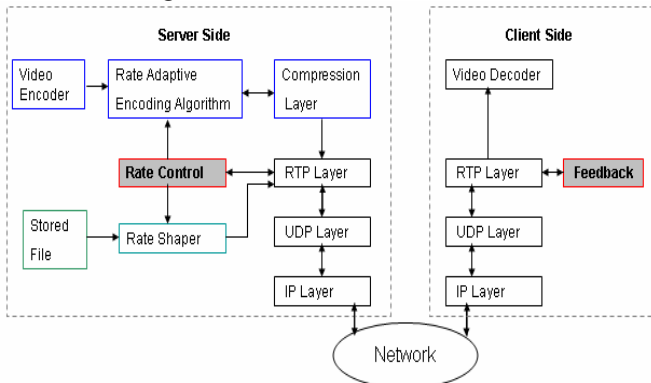 Server Side
Client Side
Video
Encoder
Rate Adaptive
Encoding Algorithm
Compression
Layer
Video Decoder
Rate Control
RTP Layer
RTP Layer
Feedback
Stored
File
Rate Shaper
UDP Layer
UDP Layer
IP Layer
IP Layer
Network